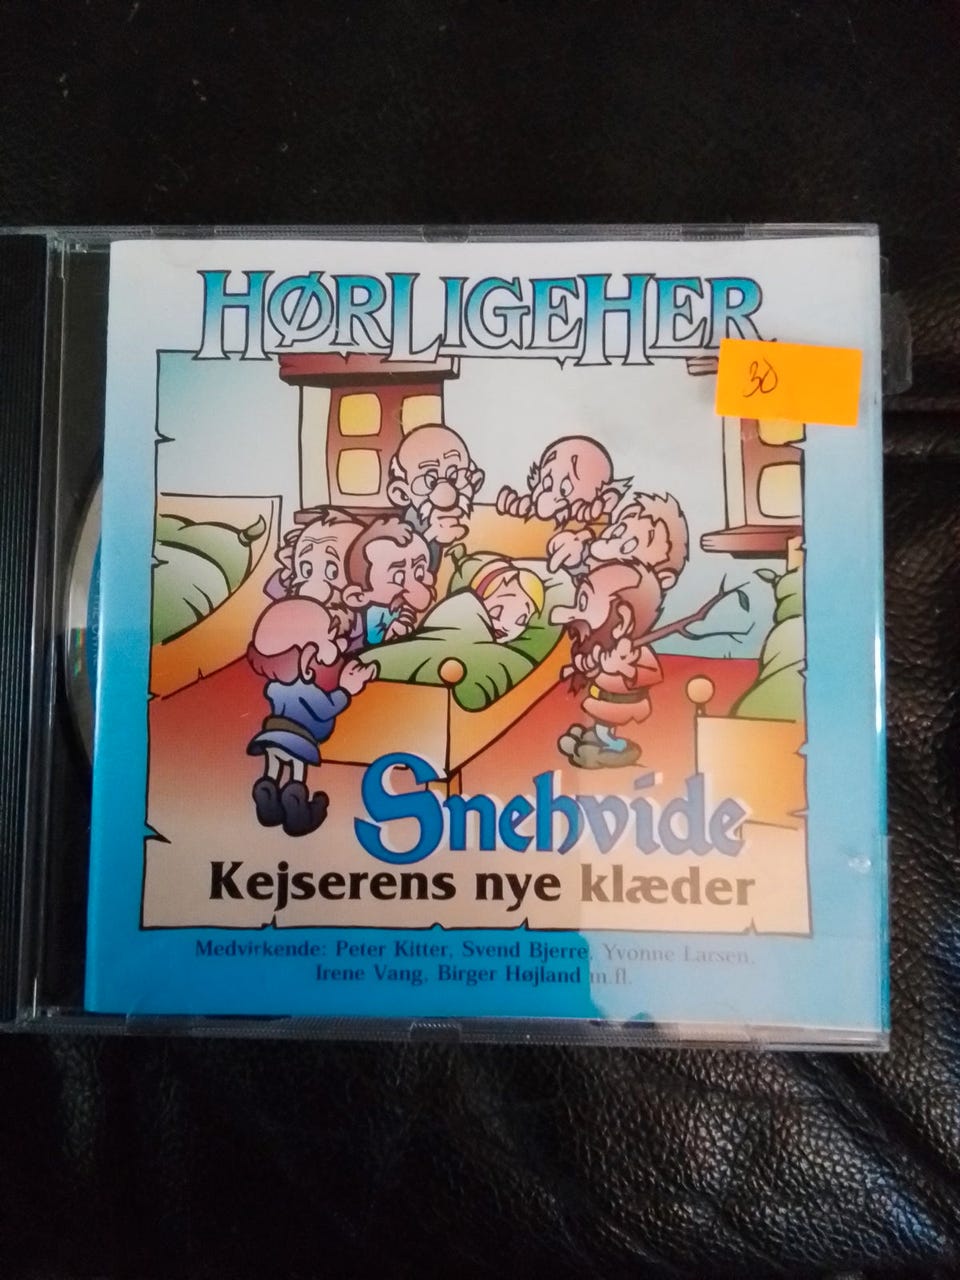 HØRLIGEHER
30
Snehvide
Kejserens nye klæder
Medvirkende: Peter Kitter, Svend Bjerre, Yvonne Larsen,
Irene Vang, Birger Højland m.fl.